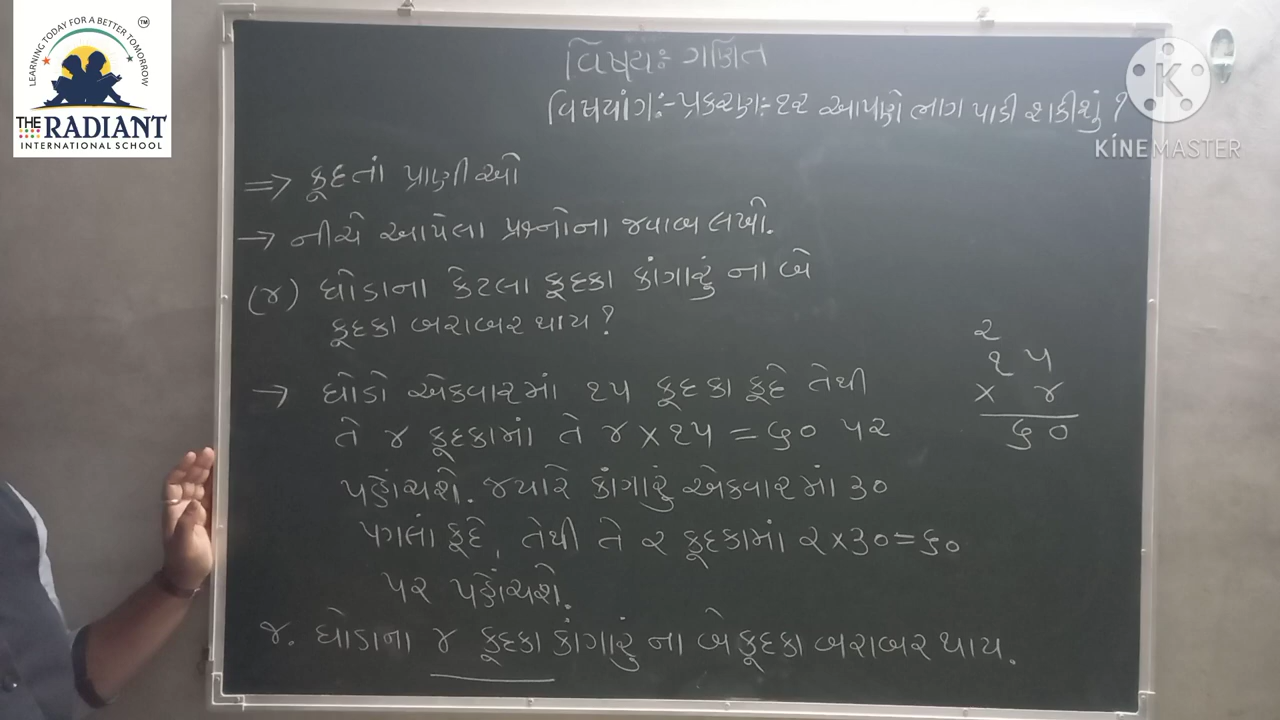 LEARNING TODAY FOR A BETTER TOMORROW
TM
THE RADIANT
INTERNATIONAL SCHOOL
K
KINEMASTER
વિષય:- ગણિત
વિષયાંગ:- પ્રકરણ:- ૧૨ આપણે ભાગ પાડી શકીશું ?
=> કૂદતાં પ્રાણીઓ
→ નીચે આપેલા પ્રશ્નોના જવાબ લખો.
(૪) ઘોડાના કેટલા કૂદકા કાંગારું ના બે
કૂદકા બરાબર થાય ?
→ ઘોડો એકવારમાં ૧૫ કૂદકા કૂદે તેથી
તે ૪ કૂદકામાં તે ૪ × ૧૫ = ૬૦ પર
પહોંચશે. જ્યારે કાંગારું એકવારમાં ૩૦
પગલાં કૂદે, તેથી તે ૨ કૂદકામાં ૨ × ૩૦ = ૬૦
પર પહોંચશે.
૪. ઘોડાના ૪ કૂદકા કાંગારું ના બે કૂદકા બરાબર થાય.
૨
૧૫
× ૪
૬૦